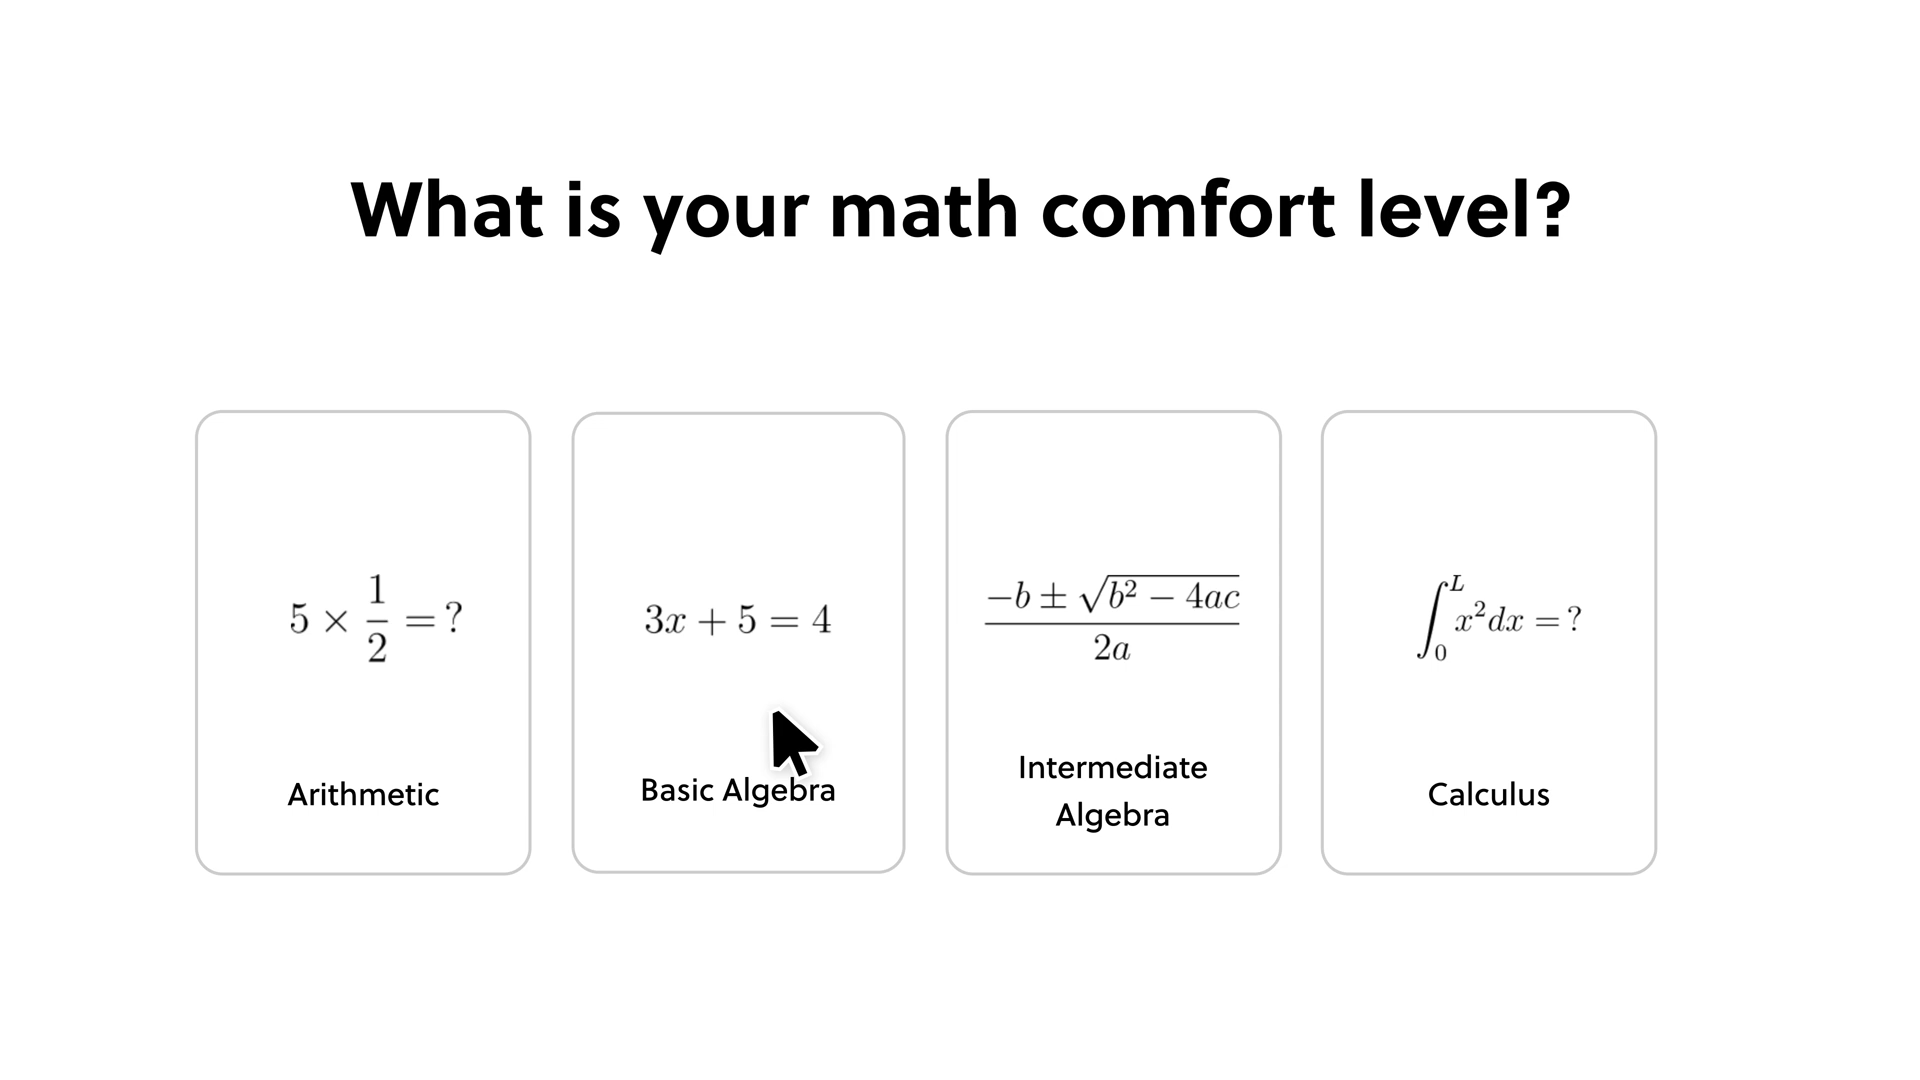 What is your math comfort level?
5 × 1/2 = ?
Arithmetic
3x + 5 = 4
Basic Algebra
(−b ± √(b² − 4ac))/(2a)
Intermediate
Algebra
∫₀ᴸ x²dx = ?
Calculus